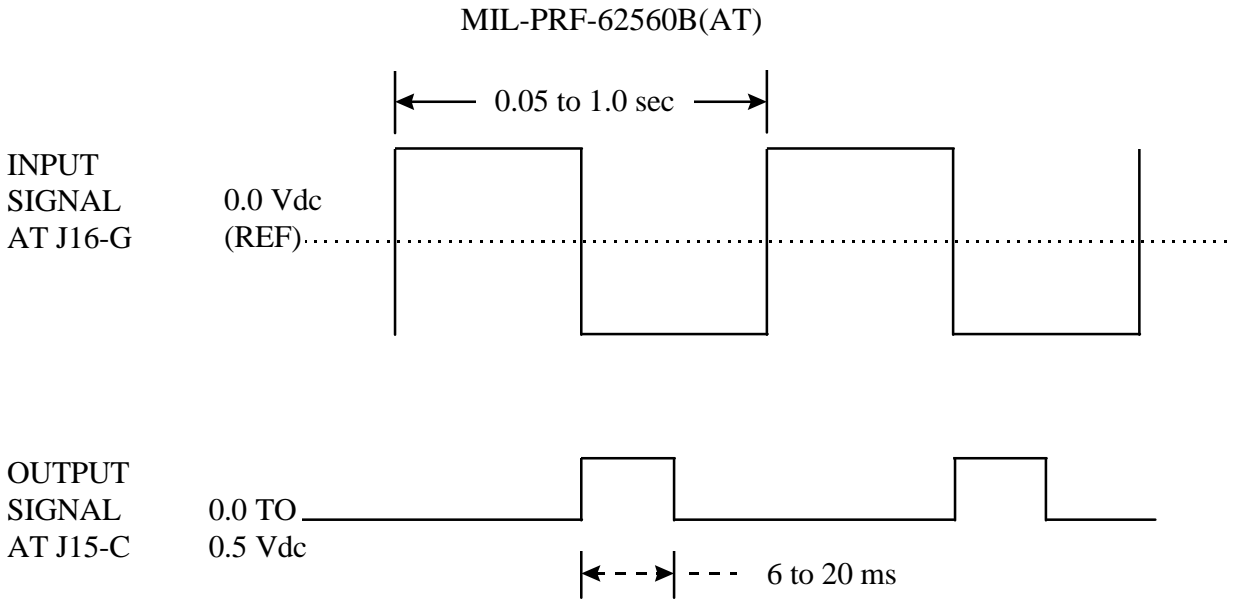 MIL-PRF-62560B(AT)
0.05 to 1.0 sec
INPUT
SIGNAL 0.0 Vdc
AT J16-G (REF)
OUTPUT
SIGNAL 0.0 TO
AT J15-C 0.5 Vdc
6 to 20 ms